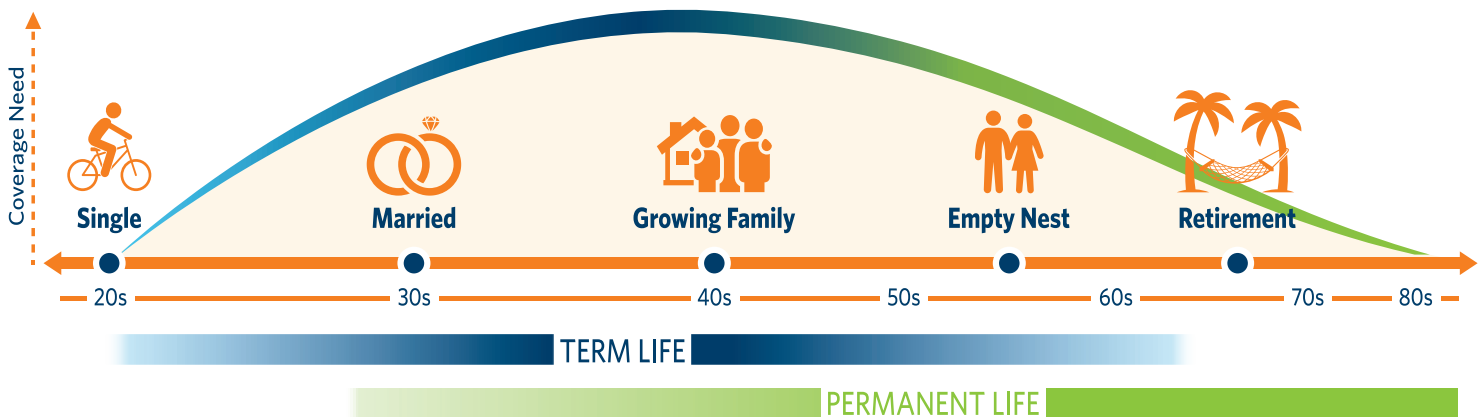 Coverage Need
Single
Married
Growing Family
Empty Nest
Retirement
20s
30s
40s
50s
60s
70s
80s
TERM LIFE
PERMANENT LIFE